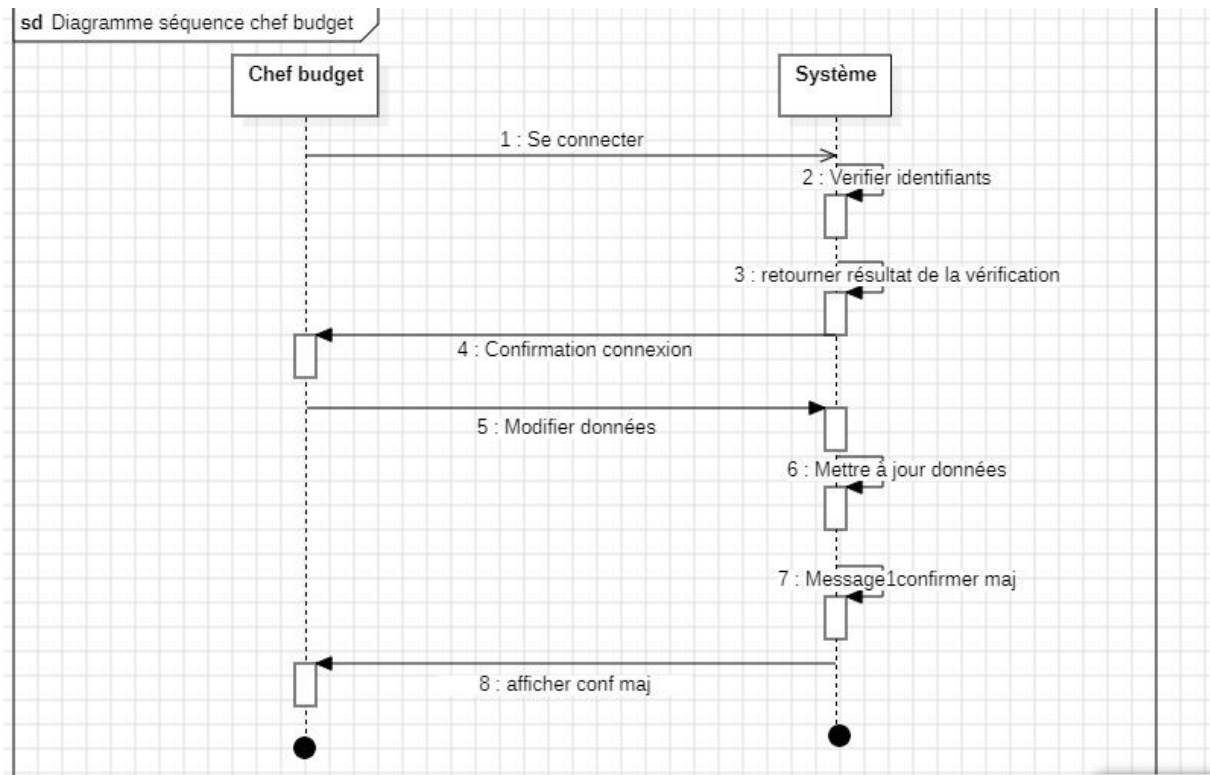 sd Diagramme séquence chef budget
Chef budget
Système
1 : Se connecter
2 : Verifier identifiants
3 : retourner résultat de la vérification
4 : Confirmation connexion
5 : Modifier données
6 : Mettre à jour données
7 : Message1confirmer maj
8 : afficher conf maj